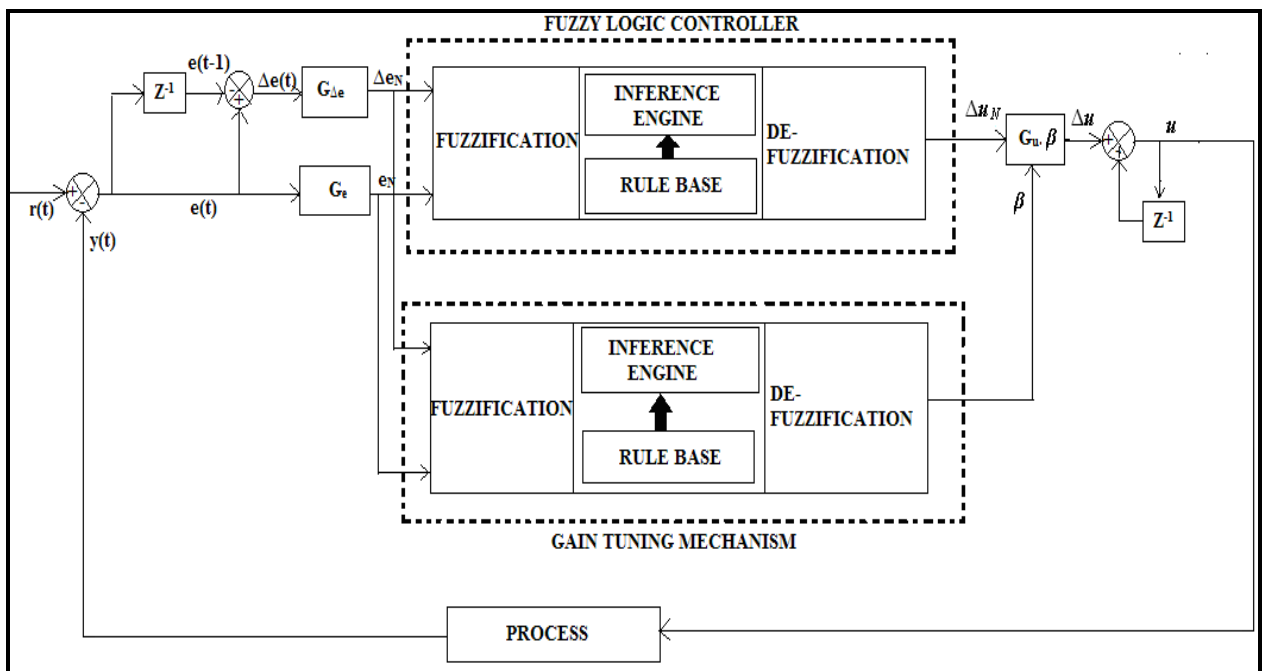 FUZZY LOGIC CONTROLLER
e(t-1)
Z-1
-
+
Δe(t)
GΔe
ΔeN
FUZZIFICATION
INFERENCE
ENGINE
RULE BASE
DE-
FUZZIFICATION
ΔuN
Gu. β
Δu
+
+
u
Z-1
β
r(t)
+
-
y(t)
e(t)
Ge
eN
FUZZIFICATION
INFERENCE
ENGINE
RULE BASE
DE-
FUZZIFICATION
GAIN TUNING MECHANISM
PROCESS